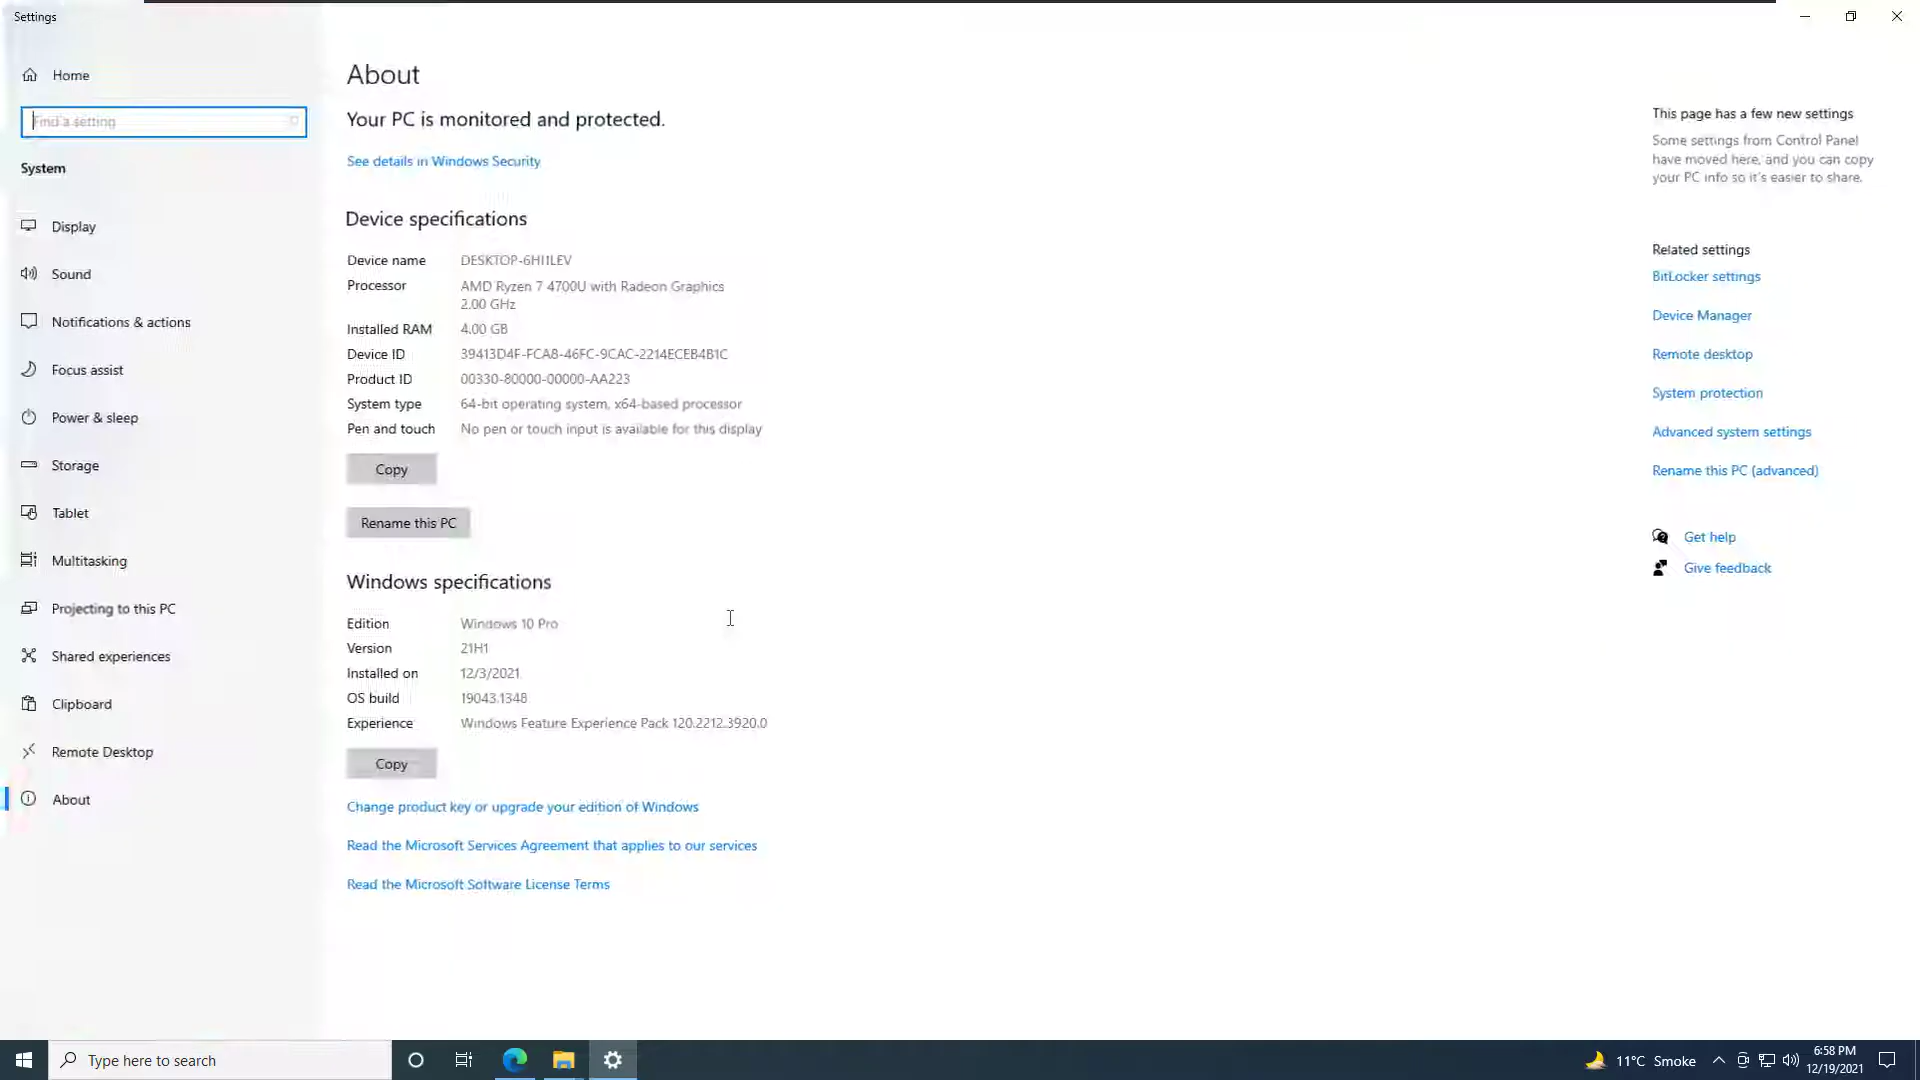 Settings
Home
Find a setting
System
Display
Sound
Notifications & actions
Focus assist
Power & sleep
Storage
Tablet
Multitasking
Projecting to this PC
Shared experiences
Clipboard
Remote Desktop
About
About
Your PC is monitored and protected.
See details in Windows Security
Device specifications
Device name DESKTOP-6HI1LEV
Processor AMD Ryzen 7 4700U with Radeon Graphics
2.00 GHz
Installed RAM 4.00 GB
Device ID 39413D4F-FCA8-46FC-9CAC-2214ECEB4B1C
Product ID 00330-80000-00000-AA223
System type 64-bit operating system, x64-based processor
Pen and touch No pen or touch input is available for this display
Copy
Rename this PC
Windows specifications
Edition Windows 10 Pro
Version 21H1
Installed on 12/3/2021
OS build 19043.1348
Experience Windows Feature Experience Pack 120.2212.3920.0
Copy
Change product key or upgrade your edition of Windows
Read the Microsoft Services Agreement that applies to our services
Read the Microsoft Software License Terms
This page has a few new settings
Some settings from Control Panel
have moved here, and you can copy
your PC info so it's easier to share.
Related settings
BitLocker settings
Device Manager
Remote desktop
System protection
Advanced system settings
Rename this PC (advanced)
Get help
Give feedback
Type here to search
11°C Smoke
6:58 PM
12/19/2021